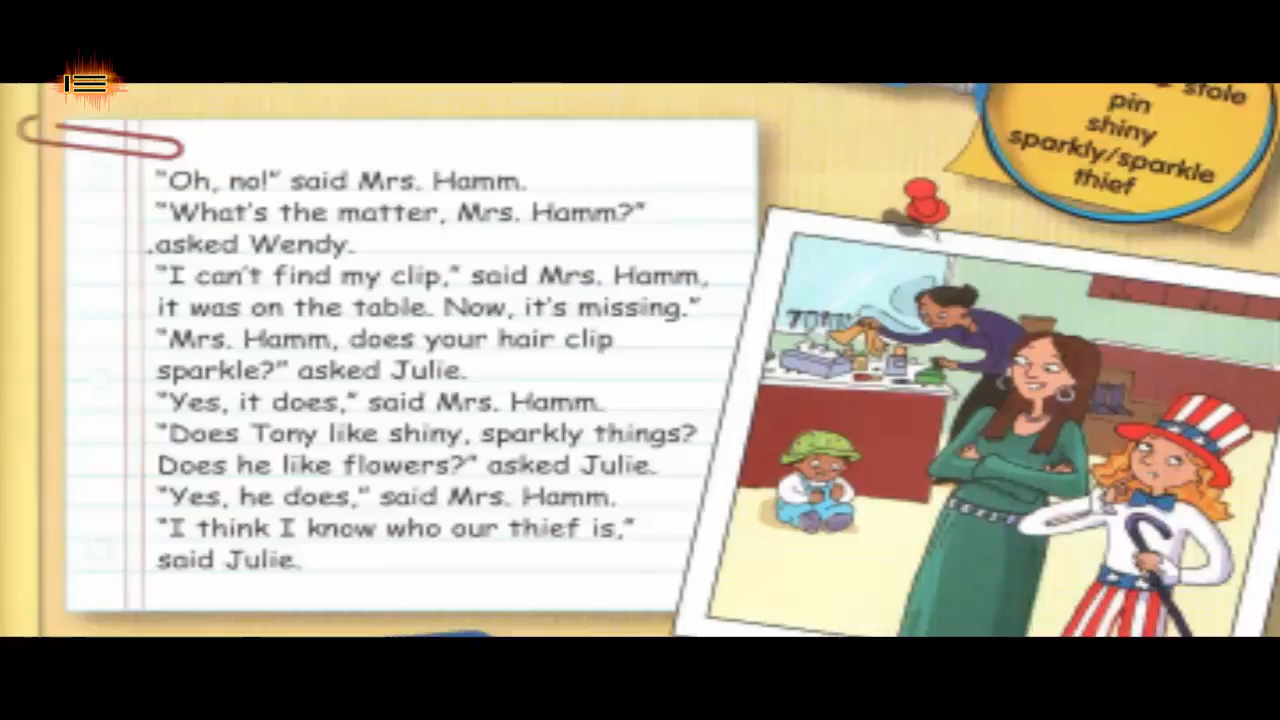 stole
pin
shiny
sparkly/sparkle
thief
"Oh, no!" said Mrs. Hamm.
"What's the matter, Mrs. Hamm?"
.asked Wendy.
"I can't find my clip," said Mrs. Hamm,
it was on the table. Now, it's missing."
"Mrs. Hamm, does your hair clip
sparkle?" asked Julie.
"Yes, it does," said Mrs. Hamm.
"Does Tony like shiny, sparkly things?
Does he like flowers?" asked Julie.
"Yes, he does," said Mrs. Hamm.
"I think I know who our thief is,"
said Julie.